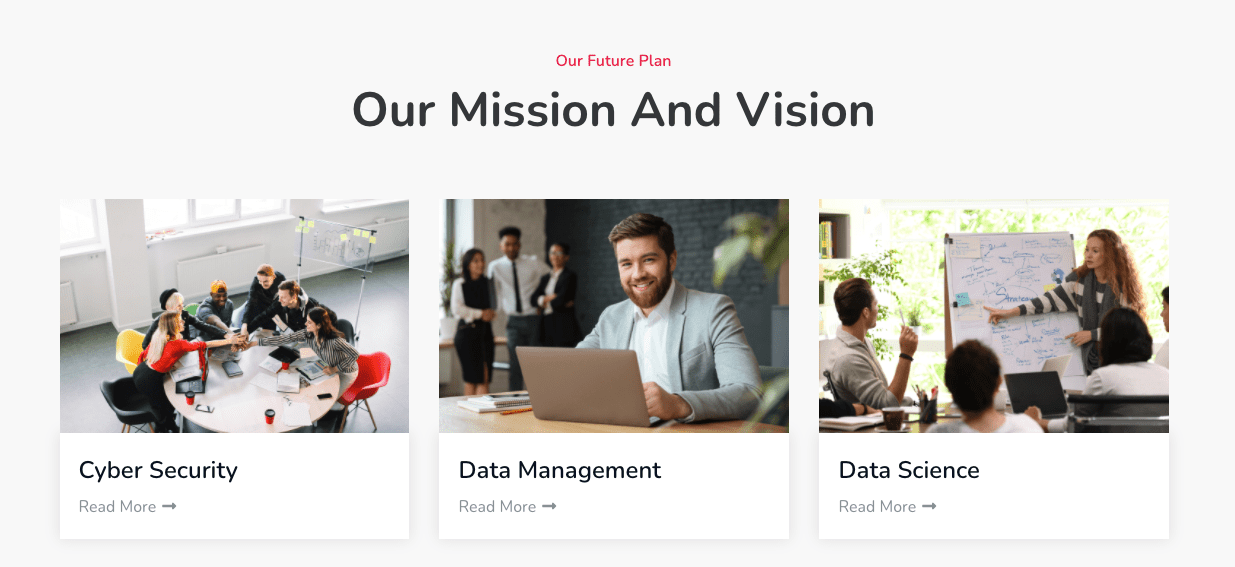 Our Future Plan
Our Mission And Vision
Strate
Cyber Security
Data Management
Data Science
Read More
Read More
Read More